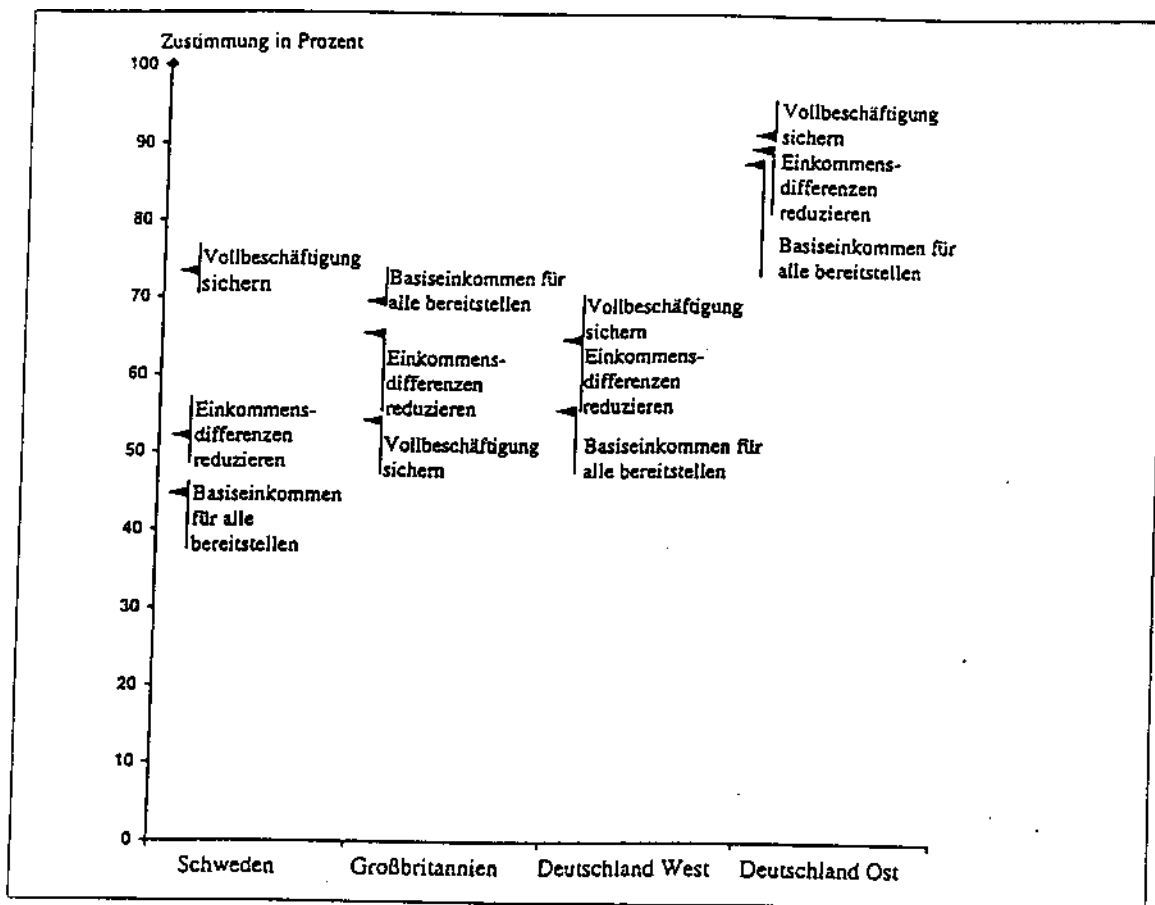 Zustimmung in Prozent
100
90
80
70
60
50
40
30
20
10
0
Vollbeschäftigung
sichern
Einkommens-
differenzen
reduzieren
Basiseinkommen
für alle
bereitstellen
Basiseinkommen für
alle bereitstellen
Einkommens-
differenzen
reduzieren
Vollbeschäftigung
sichern
Vollbeschäftigung
sichern
Einkommens-
differenzen
reduzieren
Basiseinkommen für
alle bereitstellen
Vollbeschäftigung
sichern
Einkommens-
differenzen
reduzieren
Basiseinkommen für
alle bereitstellen
Schweden Großbritannien Deutschland West Deutschland Ost